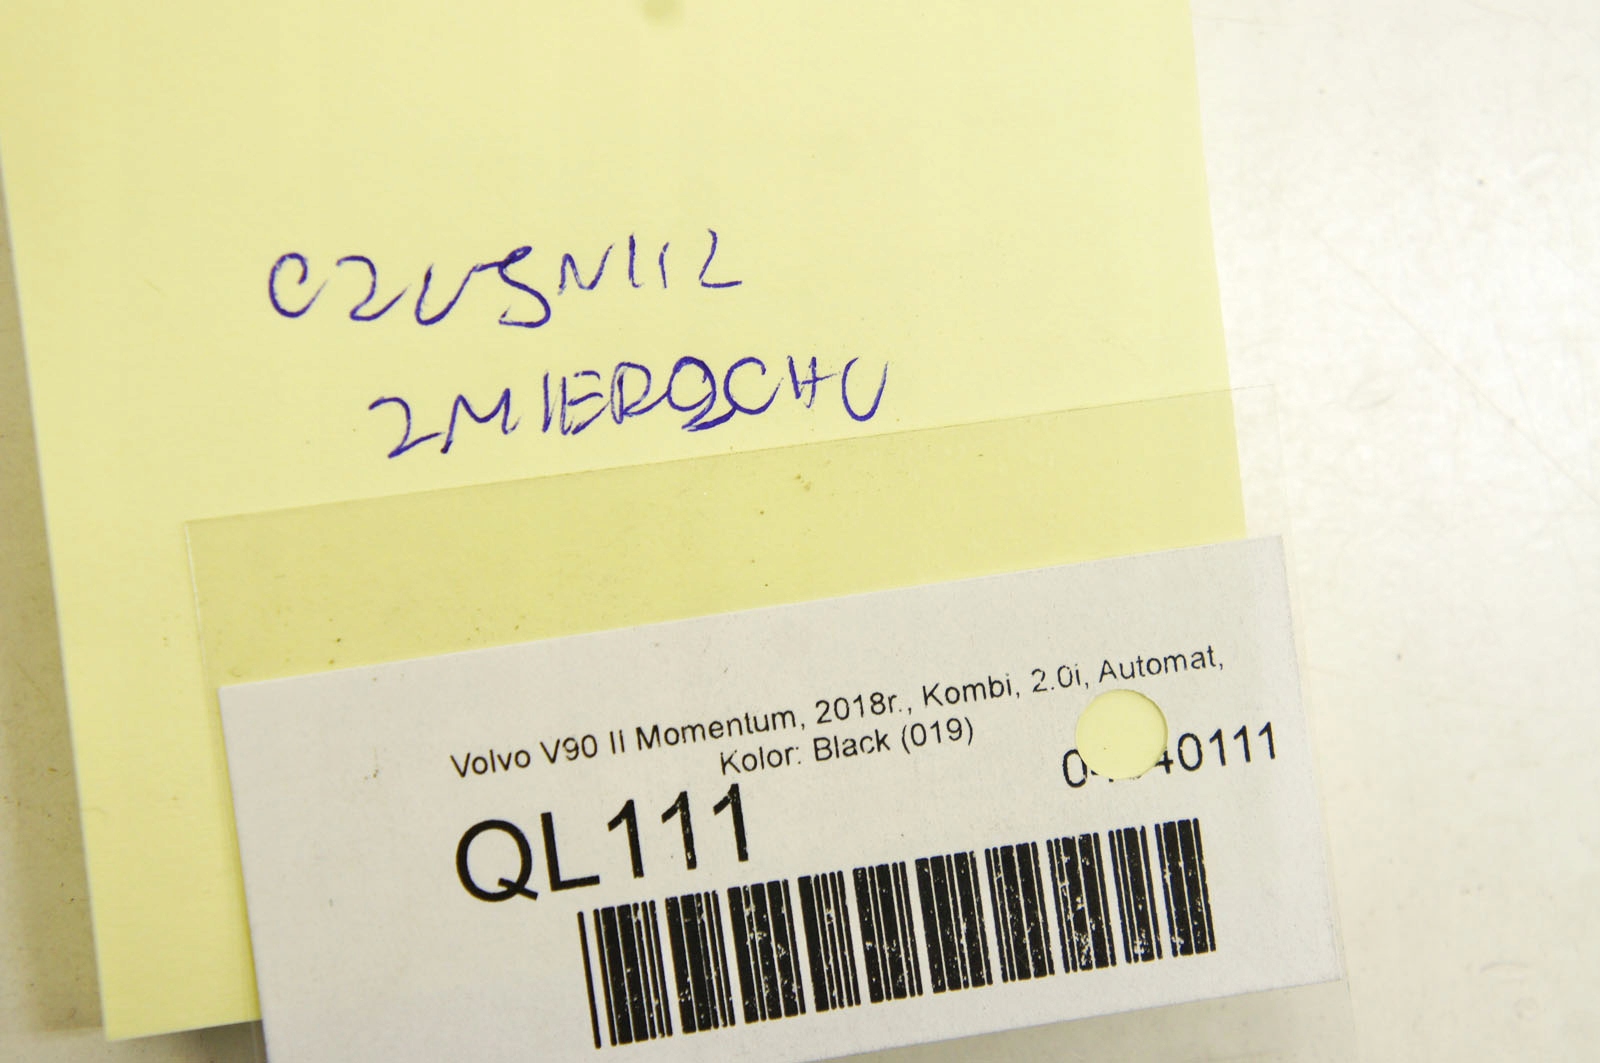 CZUJNIK
ZMIERZCHU
Volvo V90 II Momentum, 2018r., Kombi, 2.0i, Automat,
Kolor: Black (019)
QL111